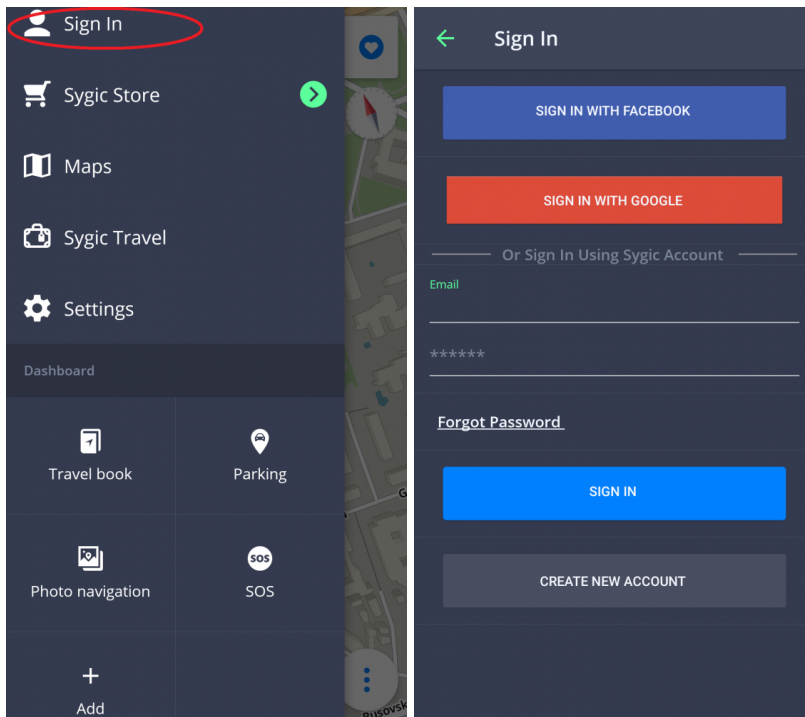 Sign In
Sygic Store
Maps
Sygic Travel
Settings
Dashboard
Travel book
Parking
Photo navigation
SOS
SOS
Add
Sign In
SIGN IN WITH FACEBOOK
SIGN IN WITH GOOGLE
Or Sign In Using Sygic Account
Email
******
Forgot Password
SIGN IN
CREATE NEW ACCOUNT